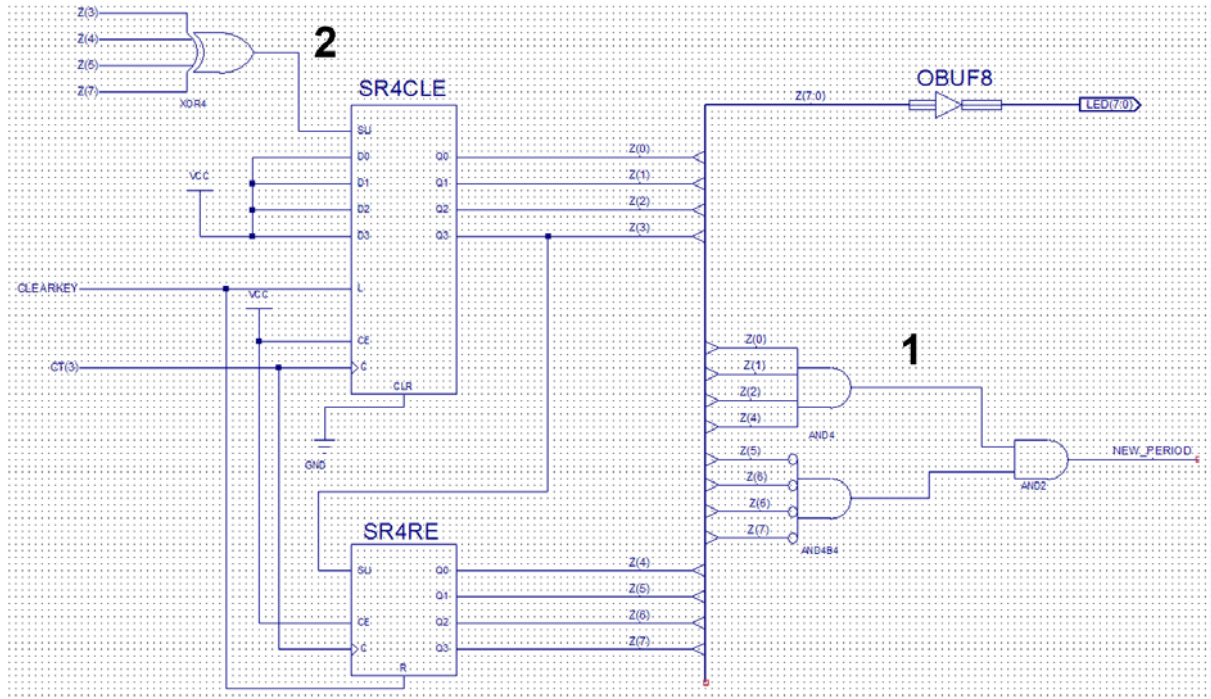 Z(3)
Z(4)
Z(5)
Z(7)
XOR4
2
SR4CLE
SLI
D0
D1
D2
D3
L
CE
C
CLR
Q0
Q1
Q2
Q3
VCC
CLEARKEY
VCC
CT(3)
GND
Z(0)
Z(1)
Z(2)
Z(3)
Z(7:0)
OBUF8
LED(7:0)
1
Z(0)
Z(1)
Z(2)
Z(4)
AND4
Z(5)
Z(6)
Z(6)
Z(7)
AND4B4
AND2
NEW_PERIOD
SR4RE
SLI
CE
C
R
Q0
Q1
Q2
Q3
Z(4)
Z(5)
Z(6)
Z(7)